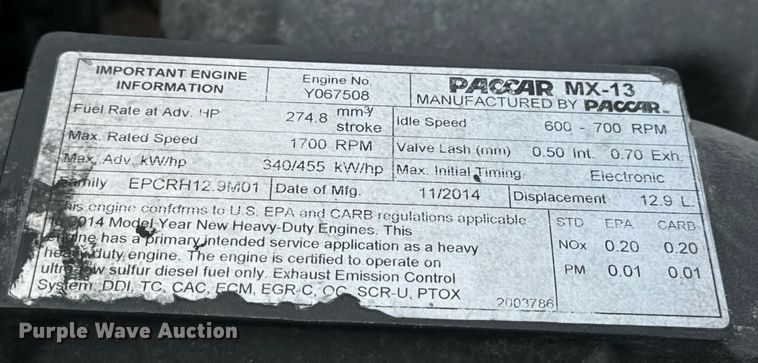 IMPORTANT ENGINE INFORMATION
Engine No. Y067508
PACCAR MX-13
MANUFACTURED BY PACCAR
Fuel Rate at Adv. HP 274.8 mm³/stroke
Idle Speed 600 - 700 RPM
Max. Rated Speed 1700 RPM
Valve Lash (mm) 0.50 Int. 0.70 Exh.
Max. Adv. kW/hp 340/455 kW/hp
Max. Initial Timing Electronic
Family EPCRH12.9M01
Date of Mfg. 11/2014
Displacement 12.9 L.
This engine conforms to U.S. EPA and CARB regulations applicable
to 2014 Model Year New Heavy-Duty Engines. This
engine has a primary intended service application as a heavy
heavy duty engine. The engine is certified to operate on
ultra low sulfur diesel fuel only. Exhaust Emission Control
System: DDI, TC, CAC, ECM, EGR-C, OC, SCR-U, PTOX
STD EPA CARB
NOx 0.20 0.20
PM 0.01 0.01
2003786
Purple Wave Auction